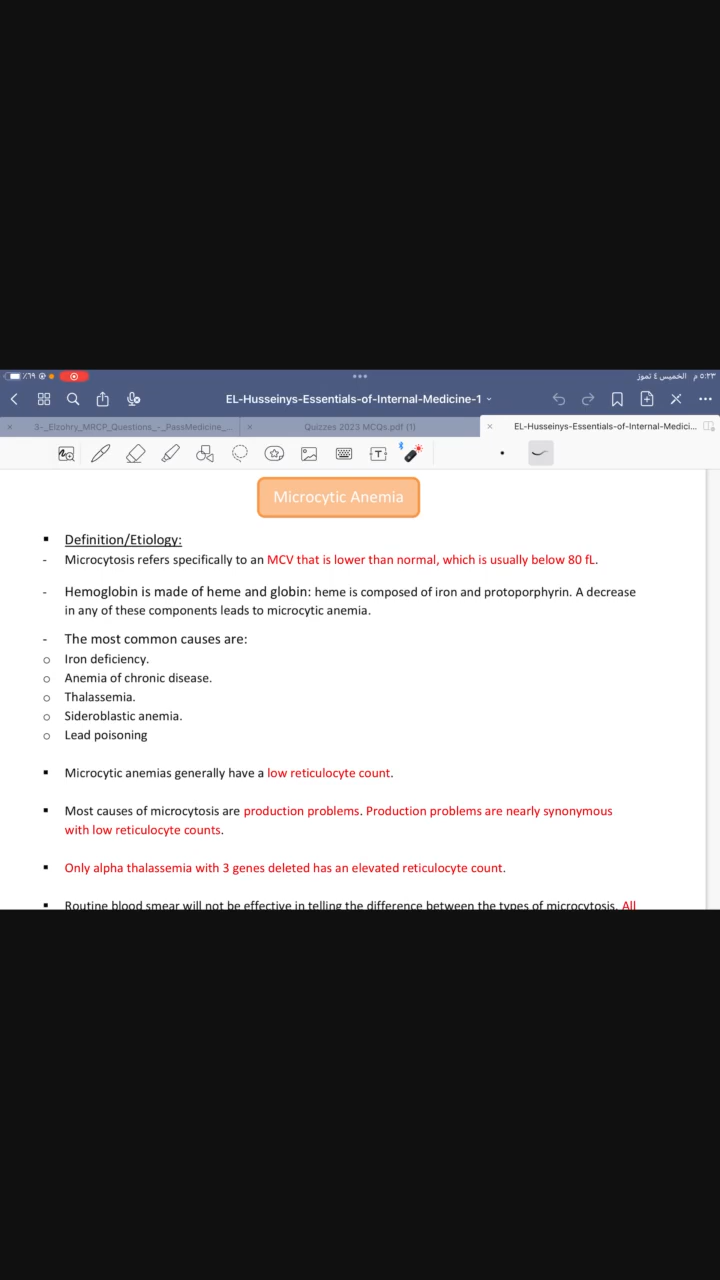 ٪٦٩
٥:٢٣ م الخميس ٤ تموز
EL-Husseinys-Essentials-of-Internal-Medicine-1
3-_Elzohry_MRCP_Questions_-_PassMedicine_...
Quizzes 2023 MCQs.pdf (1)
EL-Husseinys-Essentials-of-Internal-Medici...
Microcytic Anemia
▪ Definition/Etiology:
- Microcytosis refers specifically to an MCV that is lower than normal, which is usually below 80 fL.
- Hemoglobin is made of heme and globin: heme is composed of iron and protoporphyrin. A decrease
in any of these components leads to microcytic anemia.
- The most common causes are:
o Iron deficiency.
o Anemia of chronic disease.
o Thalassemia.
o Sideroblastic anemia.
o Lead poisoning
▪ Microcytic anemias generally have a low reticulocyte count.
▪ Most causes of microcytosis are production problems. Production problems are nearly synonymous
with low reticulocyte counts.
▪ Only alpha thalassemia with 3 genes deleted has an elevated reticulocyte count.
▪ Routine blood smear will not be effective in telling the difference between the types of microcytosis. All